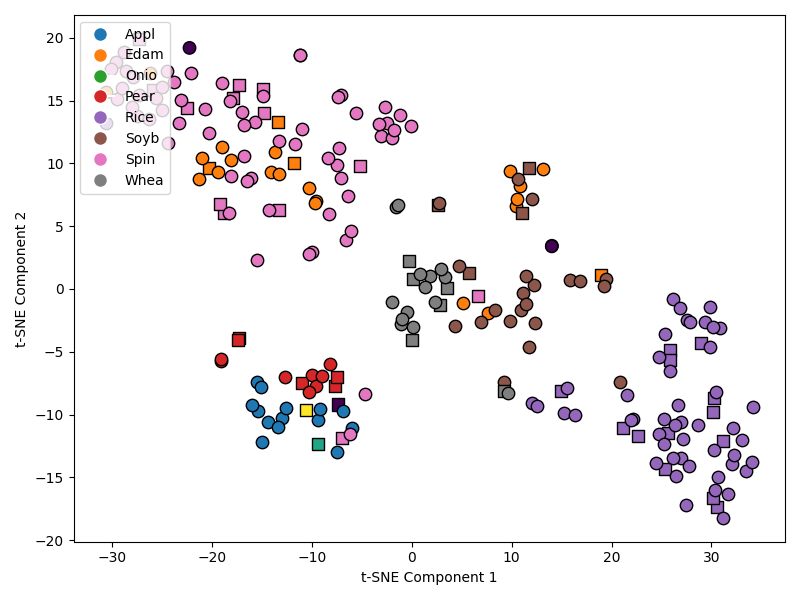 Appl
Edam
Onio
Pear
Rice
Soyb
Spin
Whea
20
15
10
5
0
−5
−10
−15
−20
t-SNE Component 2
−30 −20 −10 0 10 20 30
t-SNE Component 1